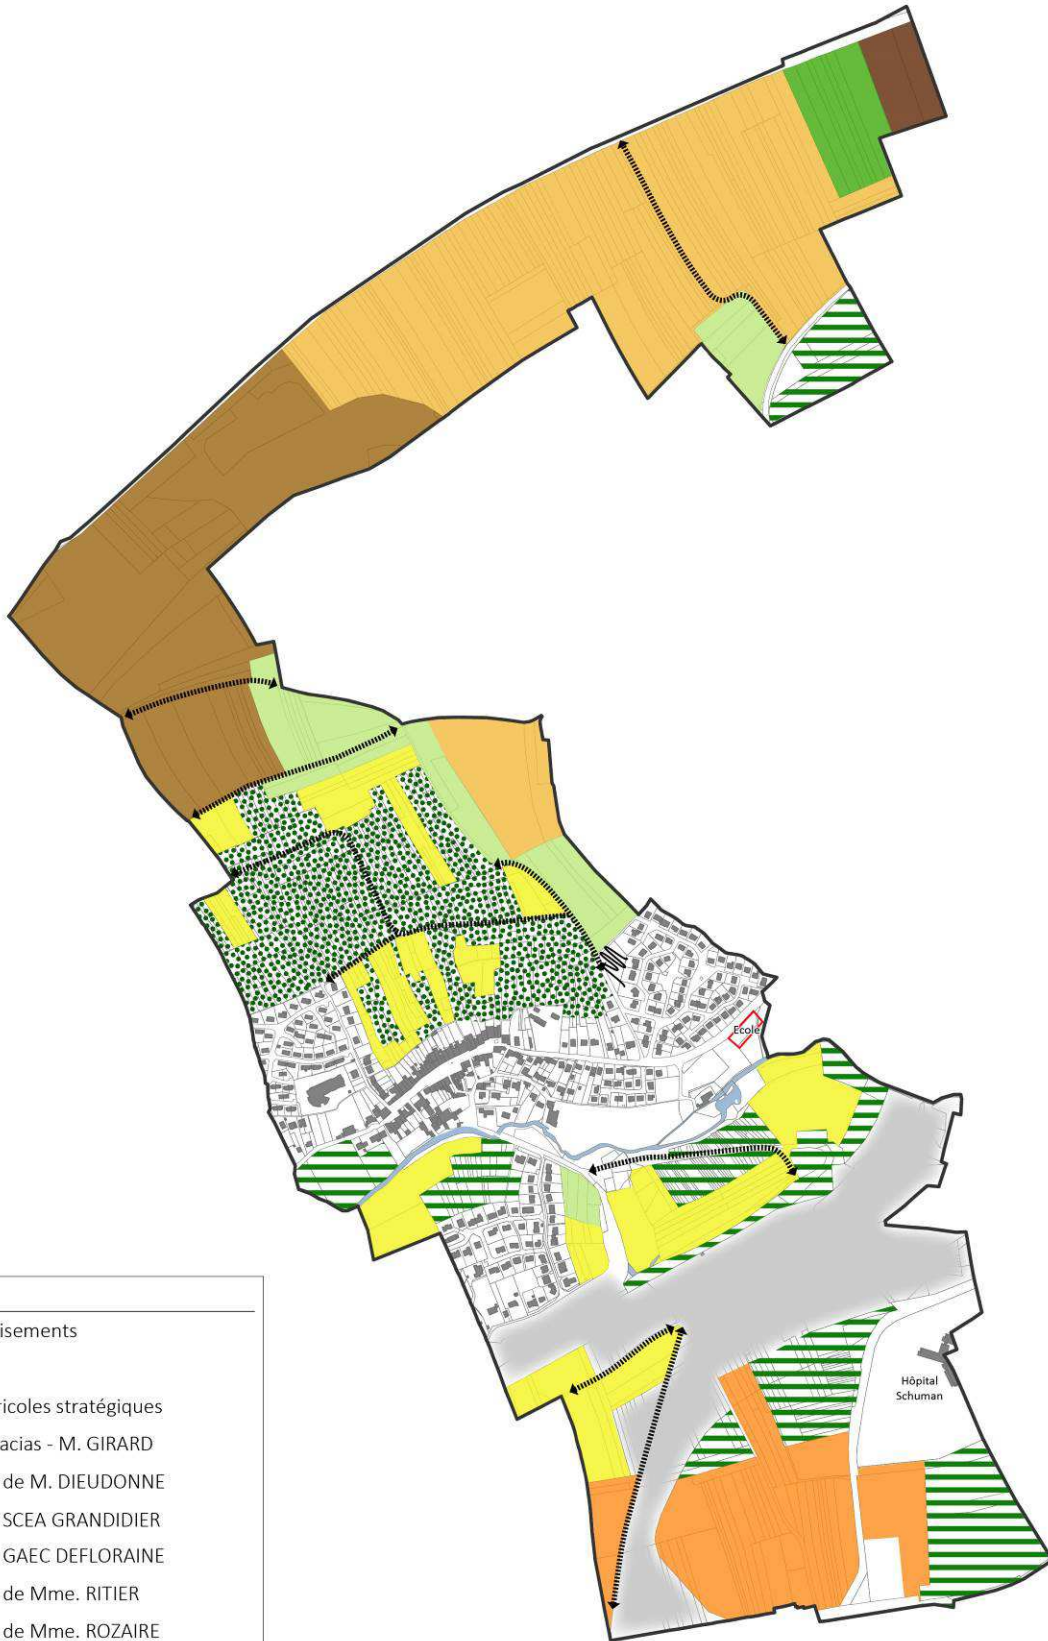 Ecole
Hôpital
Schuman
isements
icoles stratégiques
acias - M. GIRARD
de M. DIEUDONNE
SCEA GRANDIDIER
GAEC DEFLORAINE
de Mme. RITIER
de Mme. ROZAIRE